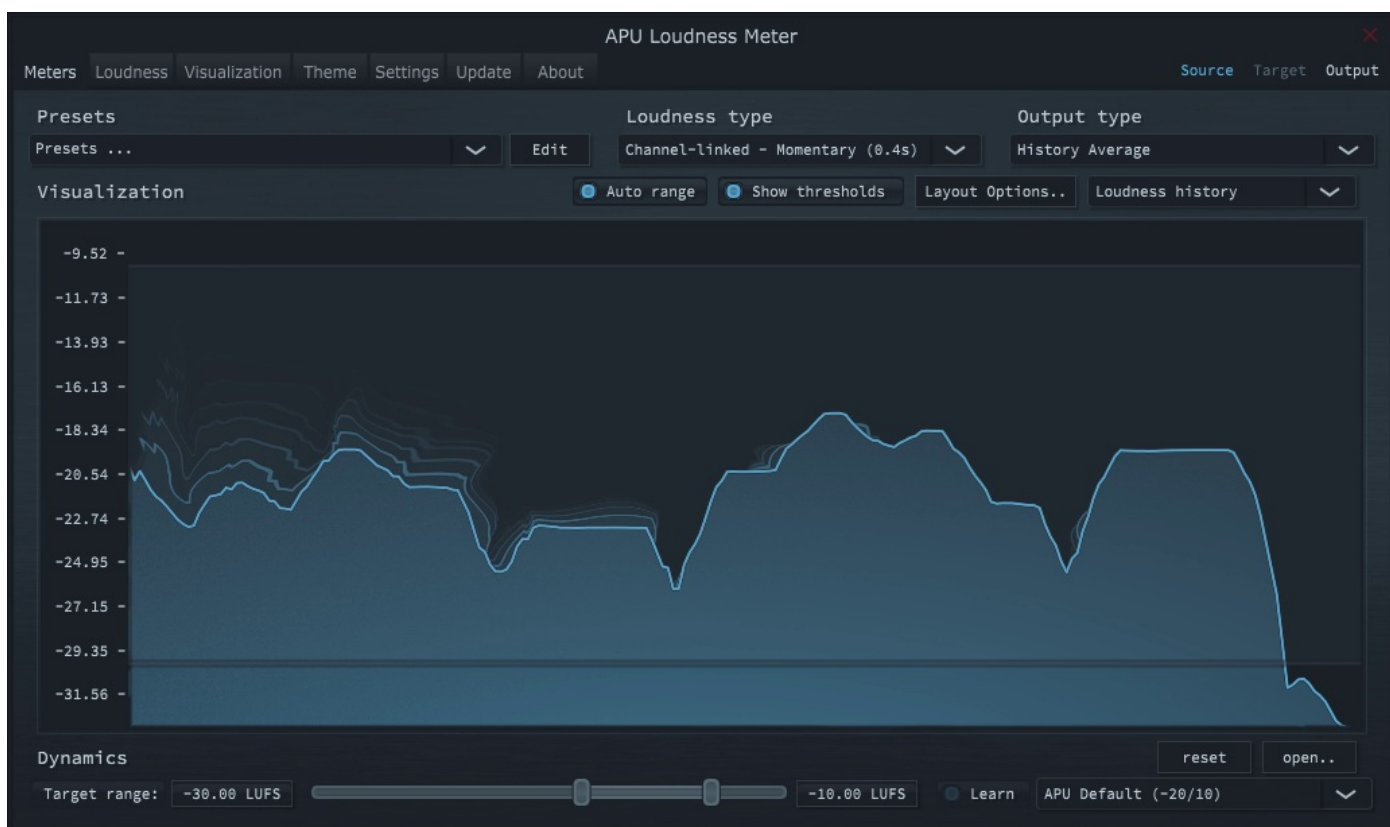 APU Loudness Meter
Meters Loudness Visualization Theme Settings Update About Source Target Output
Presets Loudness type Output type
Presets ... Edit Channel-linked - Momentary (0.4s) History Average
Visualization Auto range Show thresholds Layout Options.. Loudness history
-9.52
-11.73
-13.93
-16.13
-18.34
-20.54
-22.74
-24.95
-27.15
-29.35
-31.56
Dynamics reset open..
Target range: -30.00 LUFS -10.00 LUFS Learn APU Default (-20/10)